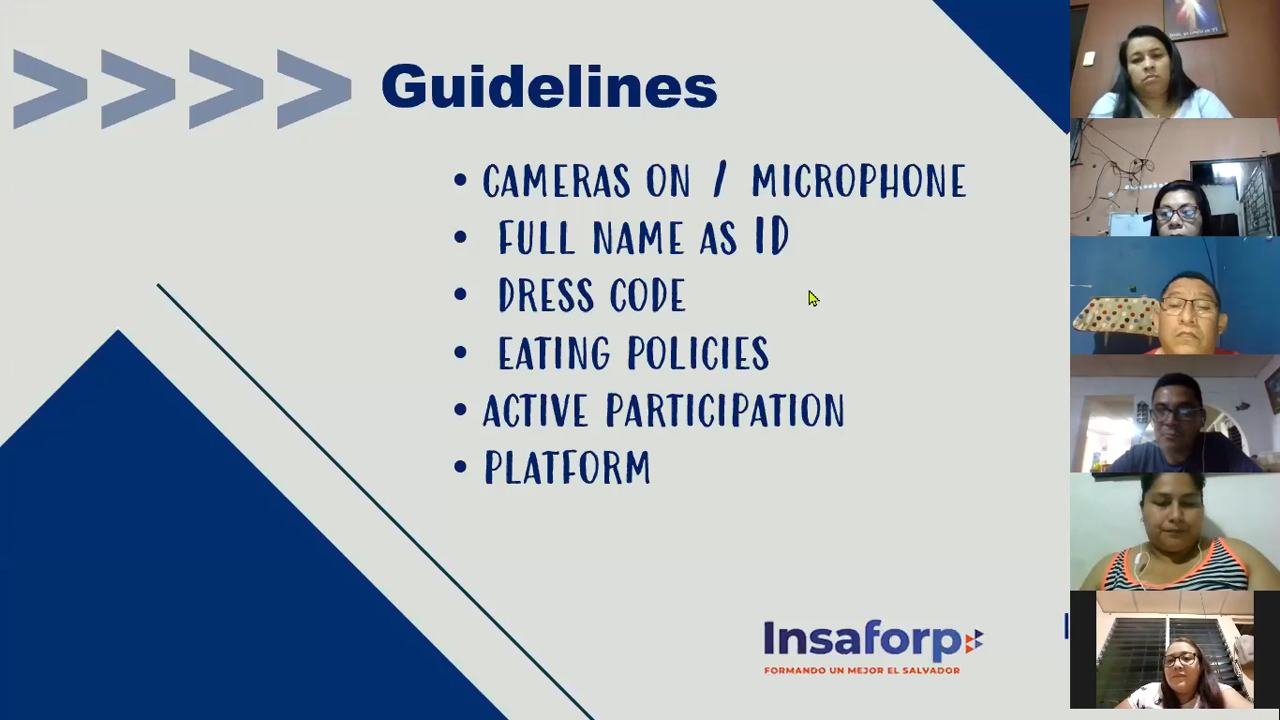 >>>> Guidelines
• CAMERAS ON / MICROPHONE
• FULL NAME AS ID
• DRESS CODE
• EATING POLICIES
• ACTIVE PARTICIPATION
• PLATFORM
Insaforp
FORMANDO UN MEJOR EL SALVADOR